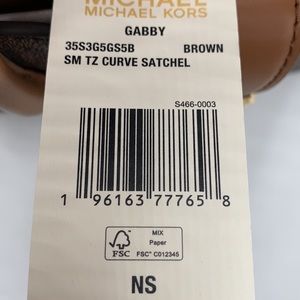 MICHAEL
MICHAEL KORS
GABBY
35S3G5GS5B BROWN
SM TZ CURVE SATCHEL
S466-0003
1 96163 77765 8
FSC
MIX
Paper
FSC® C012345
NS